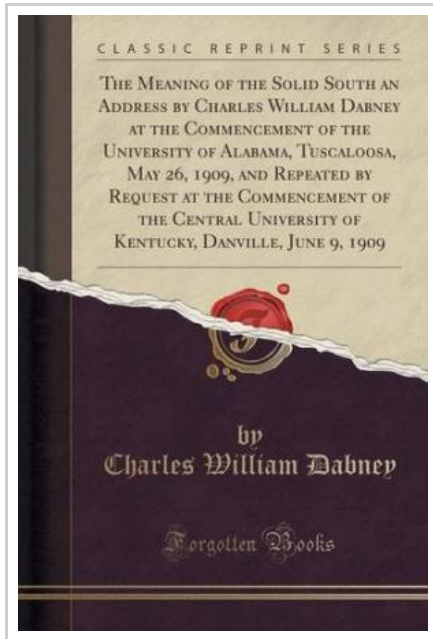 CLASSIC REPRINT SERIES
THE MEANING OF THE SOLID SOUTH AN
ADDRESS BY CHARLES WILLIAM DABNEY
AT THE COMMENCEMENT OF THE
UNIVERSITY OF ALABAMA, TUSCALOOSA,
MAY 26, 1909, AND REPEATED BY
REQUEST AT THE COMMENCEMENT OF
THE CENTRAL UNIVERSITY OF
KENTUCKY, DANVILLE, JUNE 9, 1909
by
Charles William Dabney
Forgotten Books